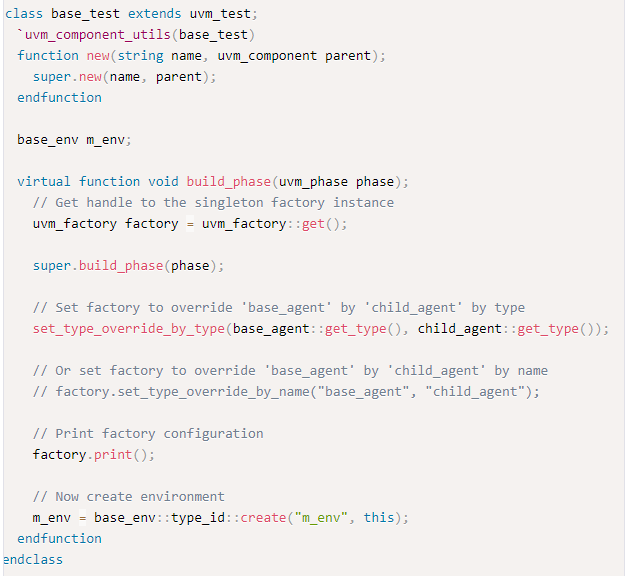 class base_test extends uvm_test;
  `uvm_component_utils(base_test)
  function new(string name, uvm_component parent);
    super.new(name, parent);
  endfunction

  base_env m_env;

  virtual function void build_phase(uvm_phase phase);
    // Get handle to the singleton factory instance
    uvm_factory factory = uvm_factory::get();

    super.build_phase(phase);

    // Set factory to override 'base_agent' by 'child_agent' by type
    set_type_override_by_type(base_agent::get_type(), child_agent::get_type());

    // Or set factory to override 'base_agent' by 'child_agent' by name
    // factory.set_type_override_by_name("base_agent", "child_agent");

    // Print factory configuration
    factory.print();

    // Now create environment
    m_env = base_env::type_id::create("m_env", this);
  endfunction
endclass